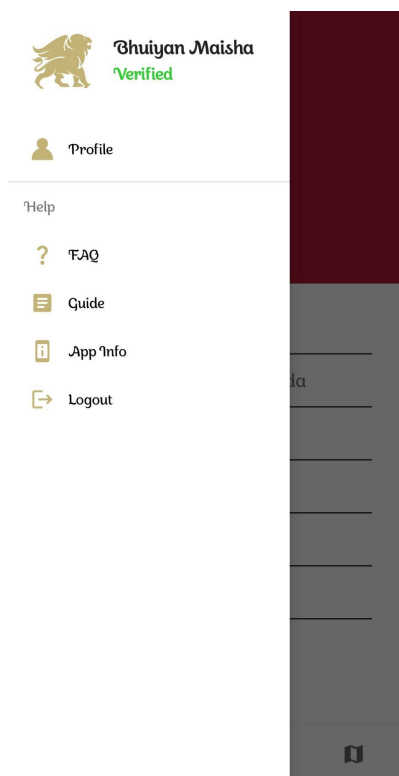 Bhuiyan Maisha
Verified
Profile
Help
FAQ
Guide
App Info
Logout